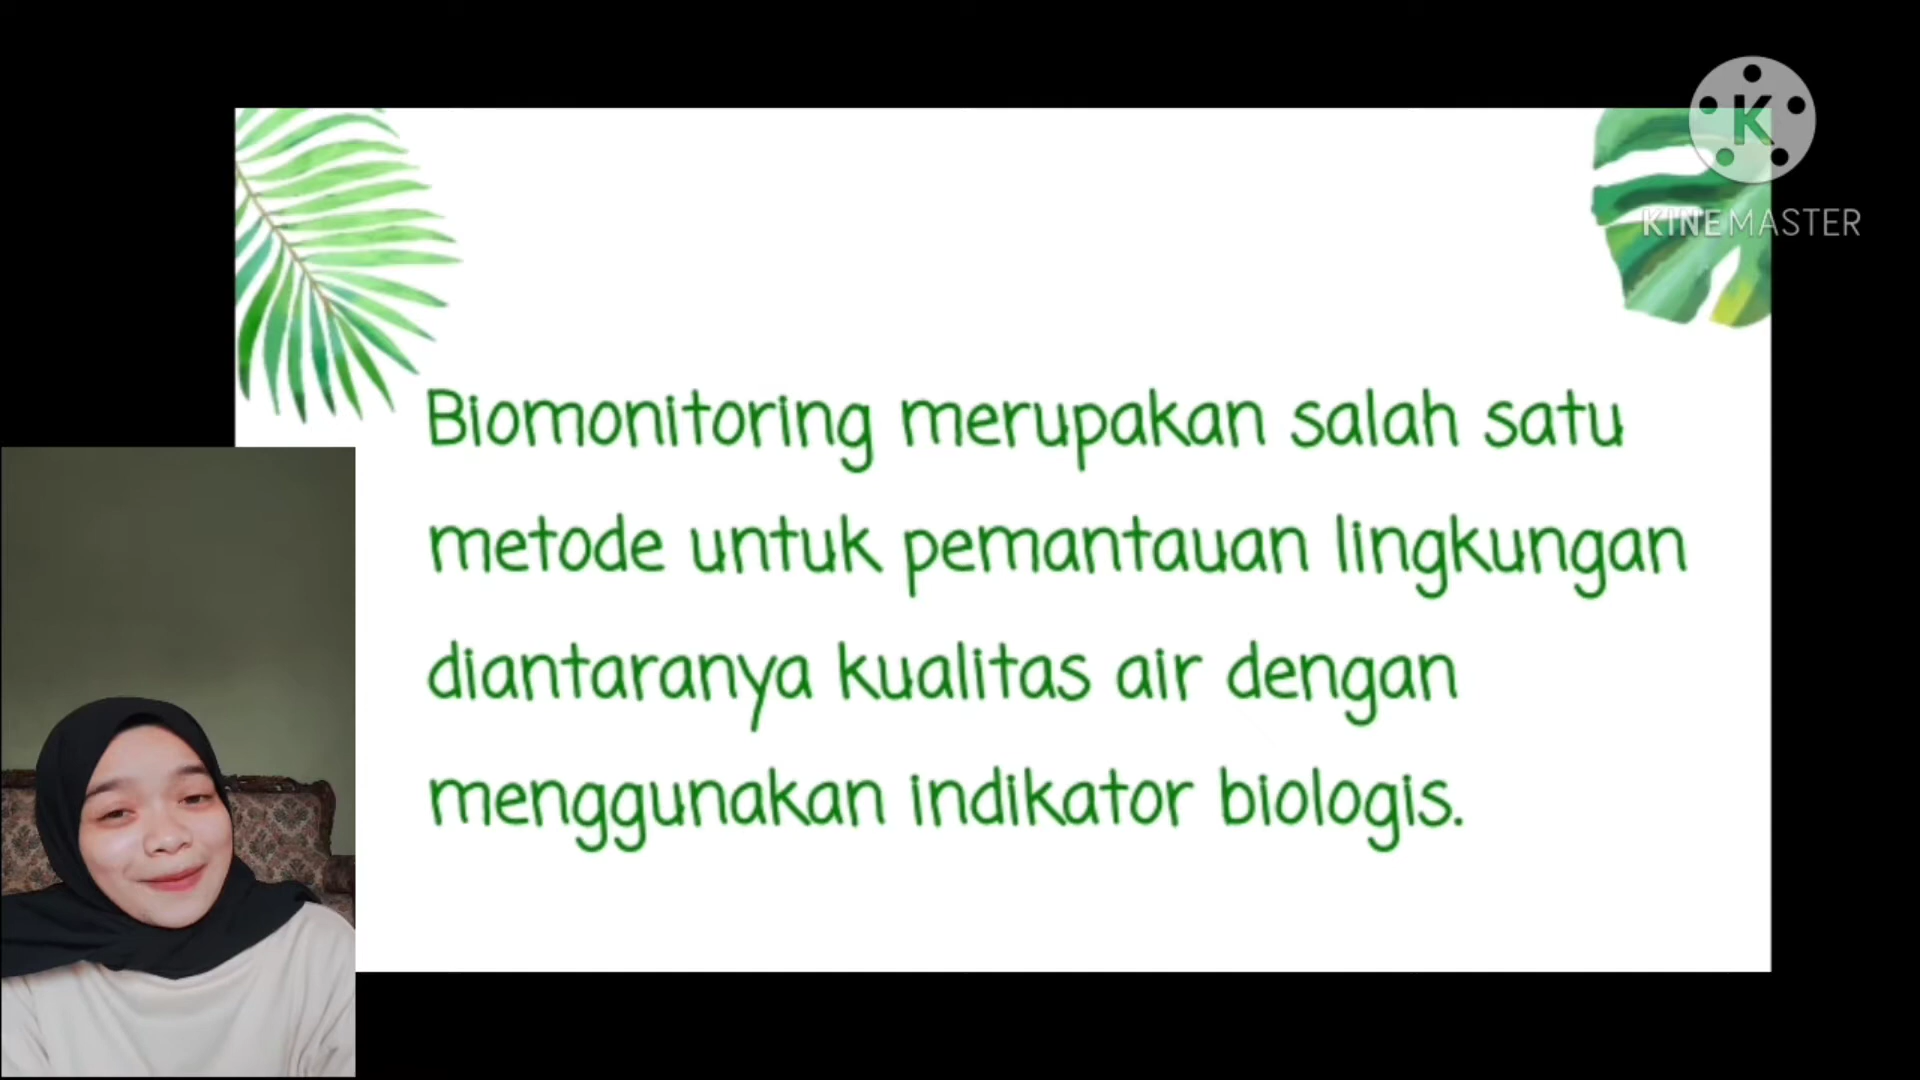 K
KINEMASTER
Biomonitoring merupakan salah satu
metode untuk pemantauan lingkungan
diantaranya kualitas air dengan
menggunakan indikator biologis.